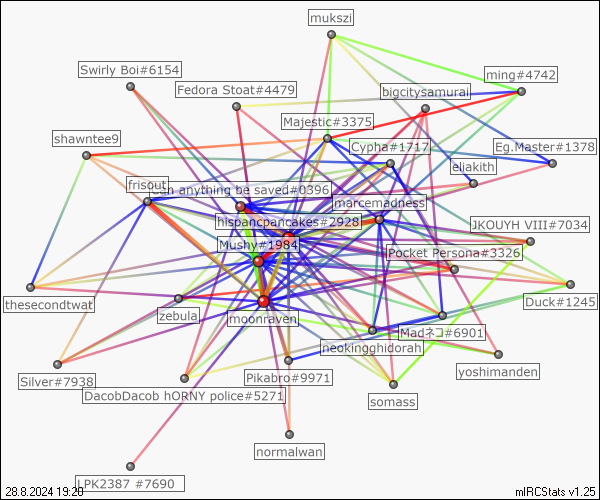 mukszi
Swirly Boi#6154
ming#4742
Fedora Stoat#4479
bigcitysamurai
Majestic#3375
shawntee9
Cypha#1717
Eg.Master#1378
eljakith
frisout
can anything be saved#0396
marcemadness
hispancpancakes#2928
JKOUYH VIII#7034
Mushy#1984
Pocket Persona#3326
thesecondtwat
Duck#1245
zebula
moonraven
Madネコ#6901
neokingghidorah
yoshimanden
Silver#7938
Pikabro#9971
DacobDacob hORNY police#5271
somass
normalwan
LPK2387 #7690
28.8.2024 19:20
mIRCStats v1.25